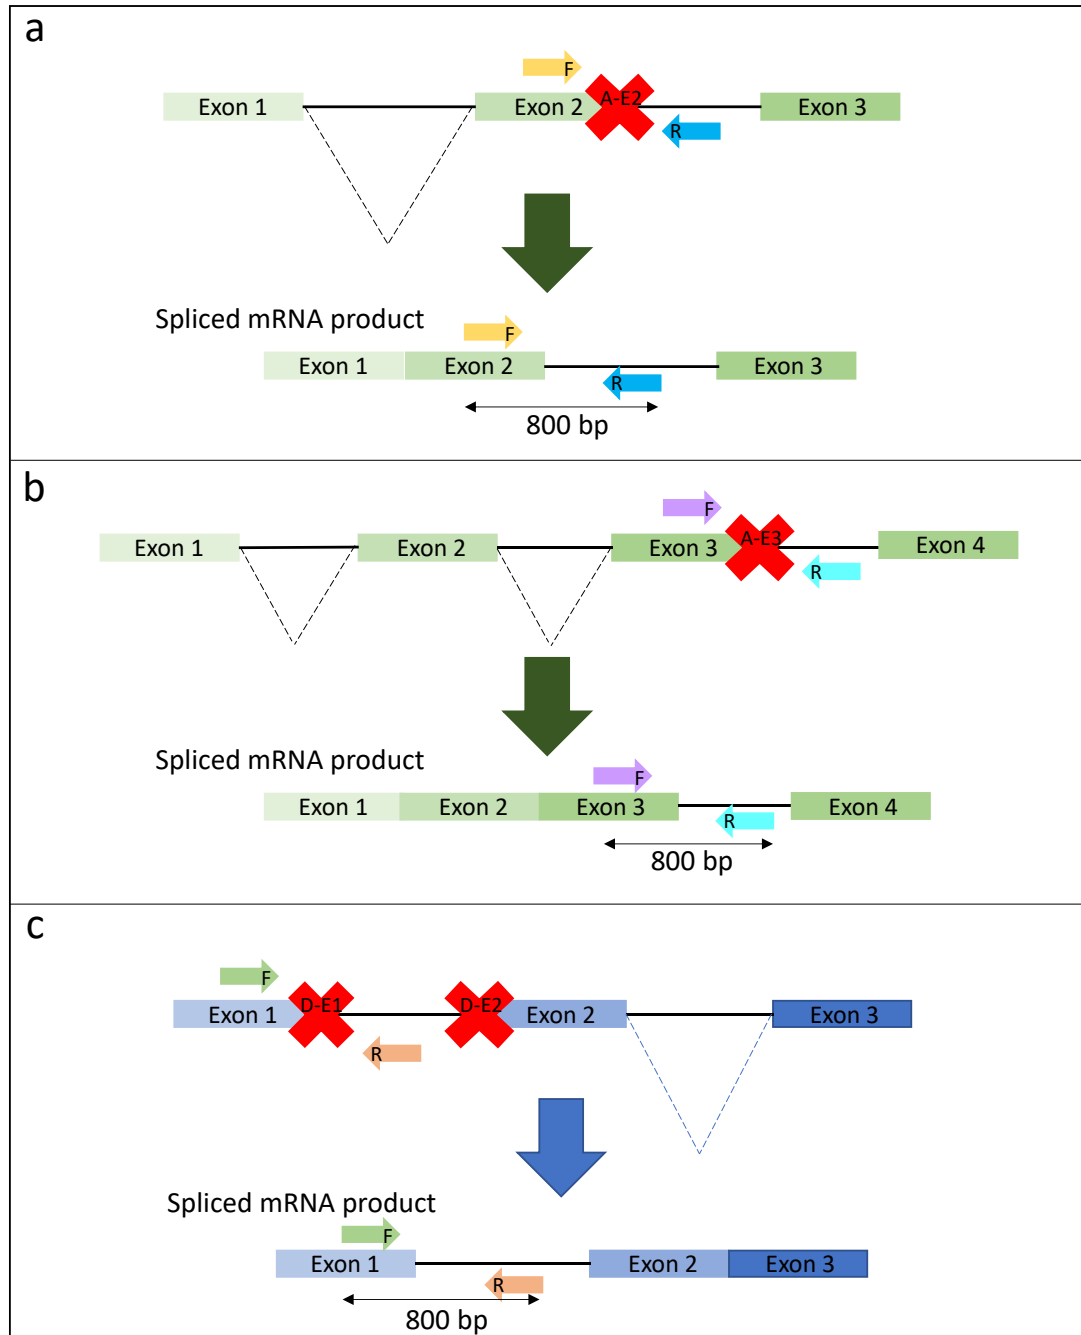 a
F
Exon 1 Exon 2 A-E2 Exon 3
R
Spliced mRNA product
F
Exon 1 Exon 2 Exon 3
R
800 bp
b
F
Exon 1 Exon 2 Exon 3 A-E3 Exon 4
R
Spliced mRNA product
F
Exon 1 Exon 2 Exon 3 Exon 4
R
800 bp
c
F
Exon 1 D-E1 D-E2 Exon 2 Exon 3
R
Spliced mRNA product
F
Exon 1 Exon 2 Exon 3
R
800 bp